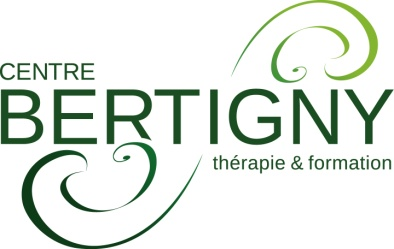 CENTRE
BERTIGNY
thérapie & formation